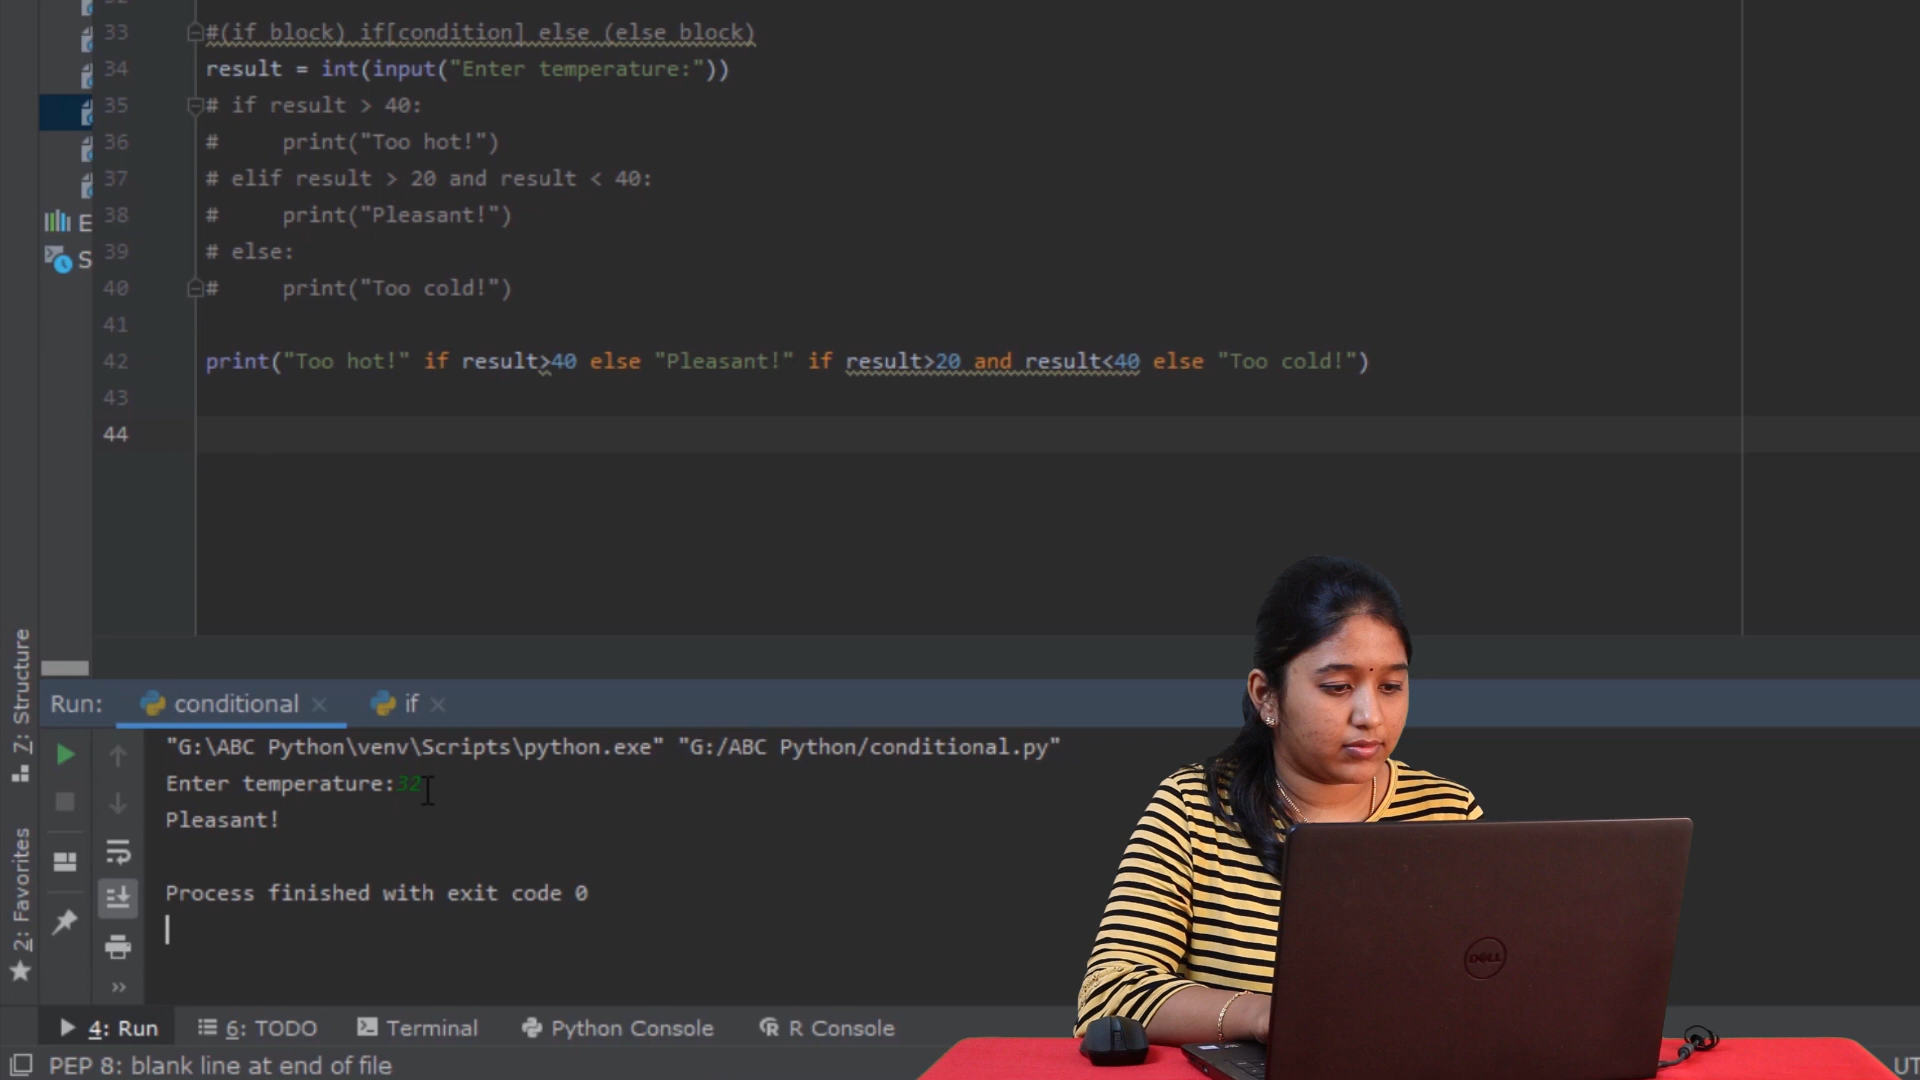 33 #(if block) if[condition] else (else block)
34 result = int(input("Enter temperature:"))
35 # if result > 40:
36 #     print("Too hot!")
37 # elif result > 20 and result < 40:
38 #     print("Pleasant!")
39 # else:
40 #     print("Too cold!")
41
42 print("Too hot!" if result>40 else "Pleasant!" if result>20 and result<40 else "Too cold!")
43
44
E
S
Z: Structure
2: Favorites
Run: conditional if
"G:\ABC Python\venv\Scripts\python.exe" "G:/ABC Python/conditional.py"
Enter temperature:32
Pleasant!
Process finished with exit code 0
DELL
4: Run 6: TODO Terminal Python Console R Console
PEP 8: blank line at end of file
UT